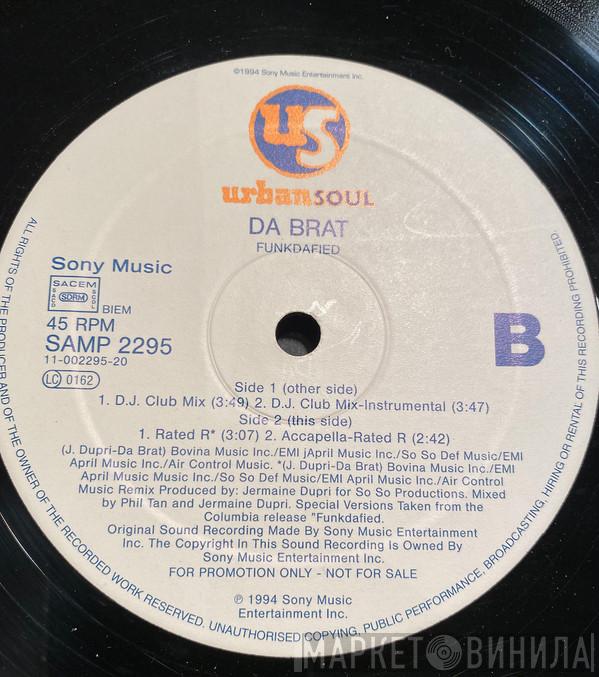 ©1994 Sony Music Entertainment Inc.
us
urban SOUL
DA BRAT
FUNKDAFIED
Sony Music
SACEM
SACD SDRM SCDL
SGDL
BIEM
45 RPM
SAMP 2295
11-002295-20
LC 0162
B
Side 1 (other side)
1. D.J. Club Mix (3:49) 2. D.J. Club Mix-Instrumental (3:47)
Side 2 (this side)
1. Rated R* (3:07) 2. Accapella-Rated R (2:42)
(J. Dupri-Da Brat) Bovina Music Inc./EMI jApril Music Inc./So So Def Music/EMI
April Music Inc./Air Control Music. *(J. Dupri-Da Brat) Bovina Music Inc./EMI
April Music Music Inc./So So Def Music/EMI April Music Inc./Air Control
Music Remix Produced by: Jermaine Dupri for So So Productions. Mixed
by Phil Tan and Jermaine Dupri. Special Versions Taken from the
Columbia release "Funkdafied.
Original Sound Recording Made By Sony Music Entertainment
Inc. The Copyright In This Sound Recording is Owned By
Sony Music Entertainment Inc.
FOR PROMOTION ONLY - NOT FOR SALE
℗ 1994 Sony Music
Entertainment Inc.
ALL RIGHTS OF THE PRODUCER AND OF THE OWNER OF THE RECORDED WORK RESERVED. UNAUTHORISED COPYING, PUBLIC PERFORMANCE, BROADCASTING, HIRING OR RENTAL OF THIS RECORDING PROHIBITED.
МАРКЕТ ВИНИЛА